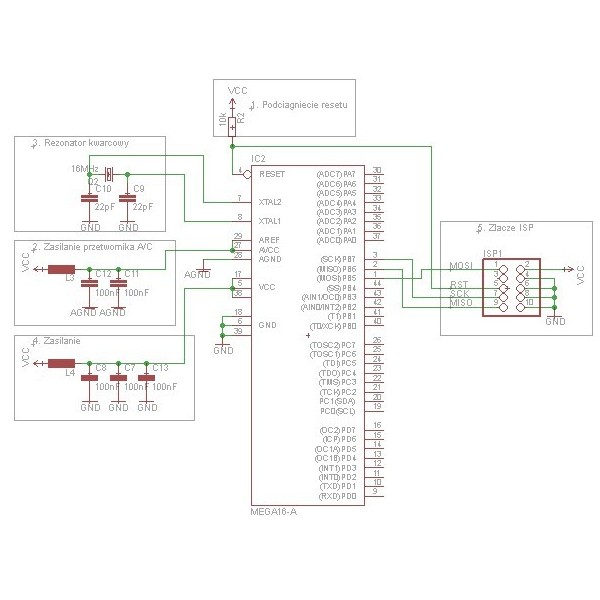 VCC
1. Podciagniecie resetu
10k
R2
3. Rezonator kwarcowy
16MHz
Q2
C10
C9
22pF
22pF
GND
GND
2. Zasilanie przetwornika A/C
VCC
L3
C12
C11
100nF
100nF
AGND
AGND
4. Zasilanie
VCC
L4
C8
C7
C13
100nF
100nF
100nF
GND
GND
GND
IC2
4
RESET
7
XTAL2
8
XTAL1
29
AREF
27
AVCC
28
AGND
AGND
17
5
VCC
38
18
6
GND
39
GND
(ADC7)PA7
30
(ADC6)PA6
31
(ADC5)PA5
32
(ADC4)PA4
33
(ADC3)PA3
34
(ADC2)PA2
35
(ADC1)PA1
36
(ADC0)PA0
37
(SCK)PB7
3
(MISO)PB6
2
(MOSI)PB5
1
(SS)PB4
44
(AIN1/OC0)PB3
43
(AIN0/INT2)PB2
42
(T1)PB1
41
(T0/XCK)PB0
40
(TOSC2)PC7
26
(TOSC1)PC6
25
(TDI)PC5
24
(TDO)PC4
23
(TMS)PC3
22
(TCK)PC2
21
PC1(SDA)
20
PC0(SCL)
19
(OC2)PD7
16
(ICP)PD6
15
(OC1A)PD5
14
(OC1B)PD4
13
(INT1)PD3
12
(INT0)PD2
11
(TXD)PD1
10
(RXD)PD0
9
MEGA16-A
5. Zlacze ISP
ISP1
MOSI
1
2
3
4
RST
5
6
SCK
7
8
MISO
9
10
VCC
GND